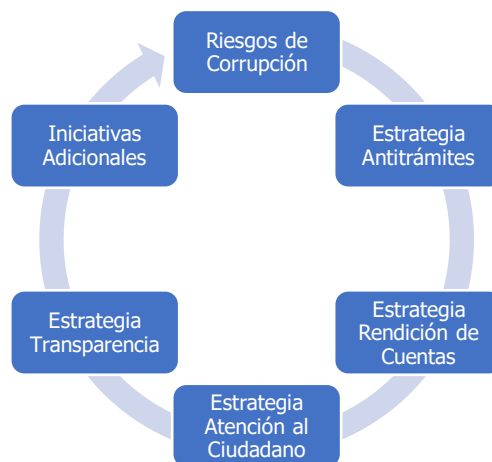 Riesgos de
Corrupción
Estrategia
Antitrámites
Estrategia
Rendición de
Cuentas
Estrategia
Atención al
Ciudadano
Estrategia
Transparencia
Iniciativas
Adicionales